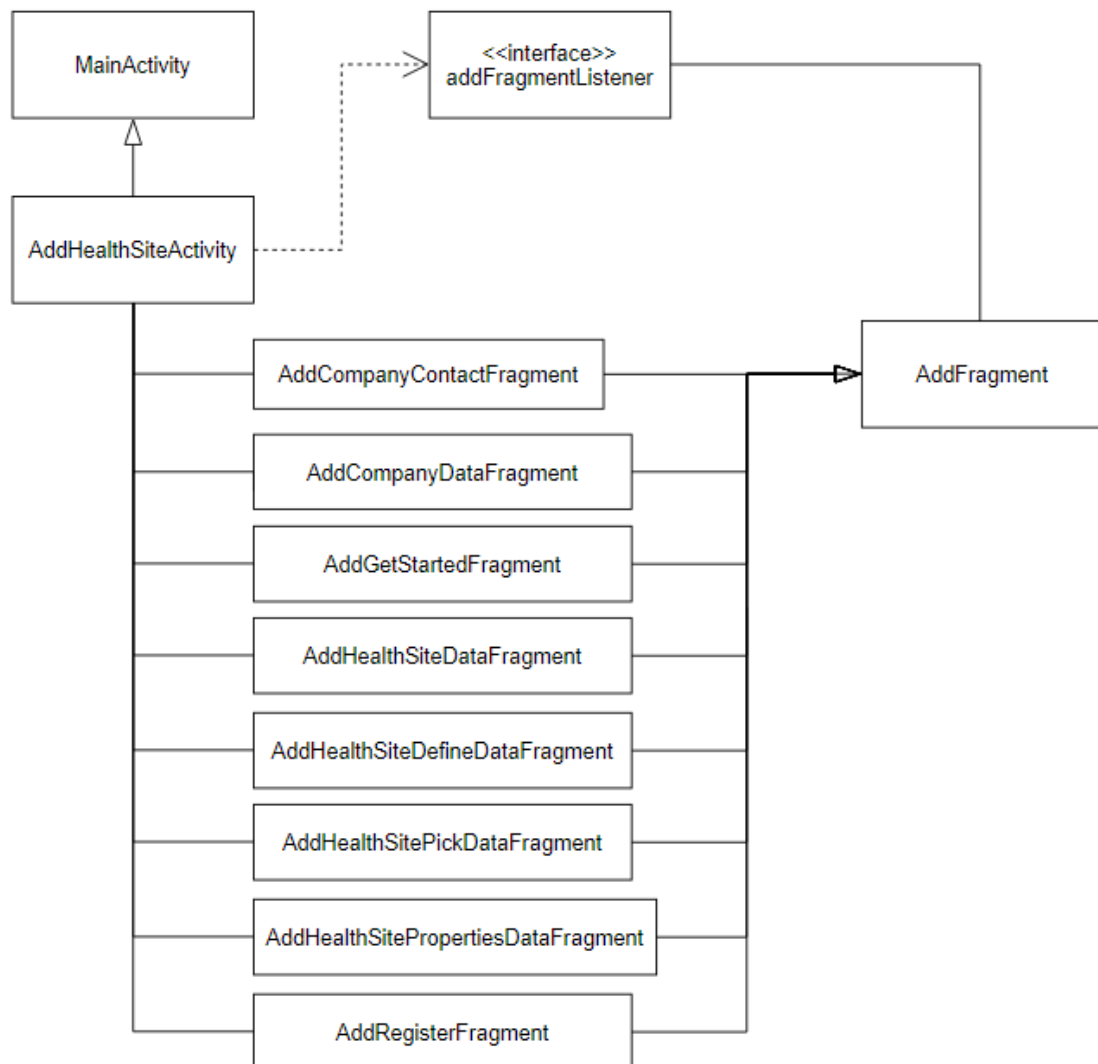 MainActivity
<<interface>>
addFragmentListener
AddHealthSiteActivity
AddCompanyContactFragment
AddFragment
AddCompanyDataFragment
AddGetStartedFragment
AddHealthSiteDataFragment
AddHealthSiteDefineDataFragment
AddHealthSitePickDataFragment
AddHealthSitePropertiesDataFragment
AddRegisterFragment